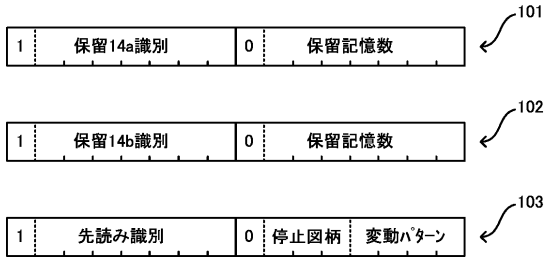 101
1 保留14a識別 0 保留記憶数
102
1 保留14b識別 0 保留記憶数
103
1 先読み識別 0 停止図柄 変動パターン